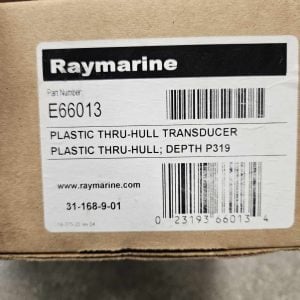 Raymarine
Part Number:
E66013
PLASTIC THRU-HULL TRANSDUCER
PLASTIC THRU-HULL; DEPTH P319
www.raymarine.com
31-168-9-01
0 23193 66013 4